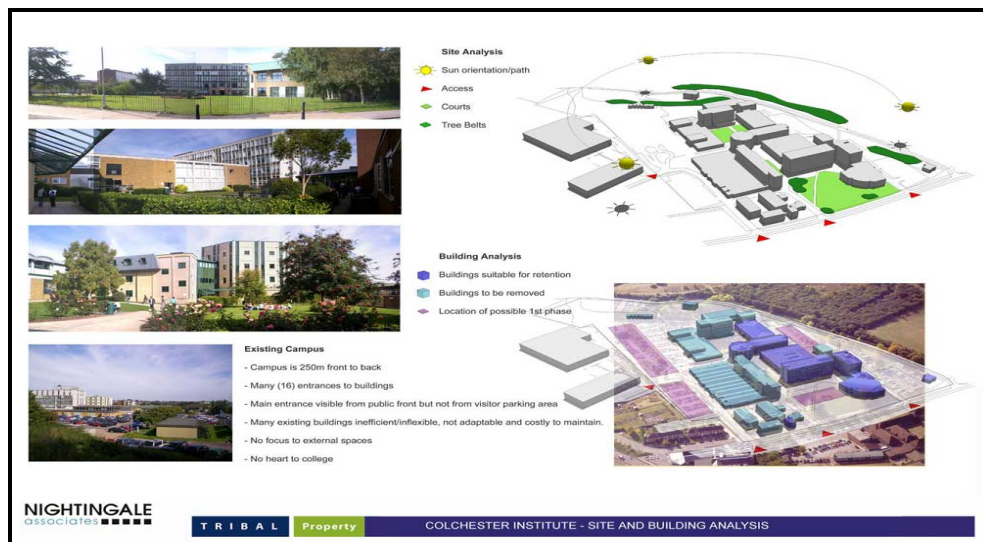 Site Analysis
Sun orientation/path
Access
Courts
Tree Belts
Building Analysis
Buildings suitable for retention
Buildings to be removed
Location of possible 1st phase
Existing Campus
- Campus is 250m front to back
- Many (16) entrances to buildings
- Main entrance visible from public front but not from visitor parking area
- Many existing buildings inefficient/inflexible, not adaptable and costly to maintain.
- No focus to external spaces
- No heart to college
NIGHTINGALE
associates
TRIBAL Property COLCHESTER INSTITUTE - SITE AND BUILDING ANALYSIS